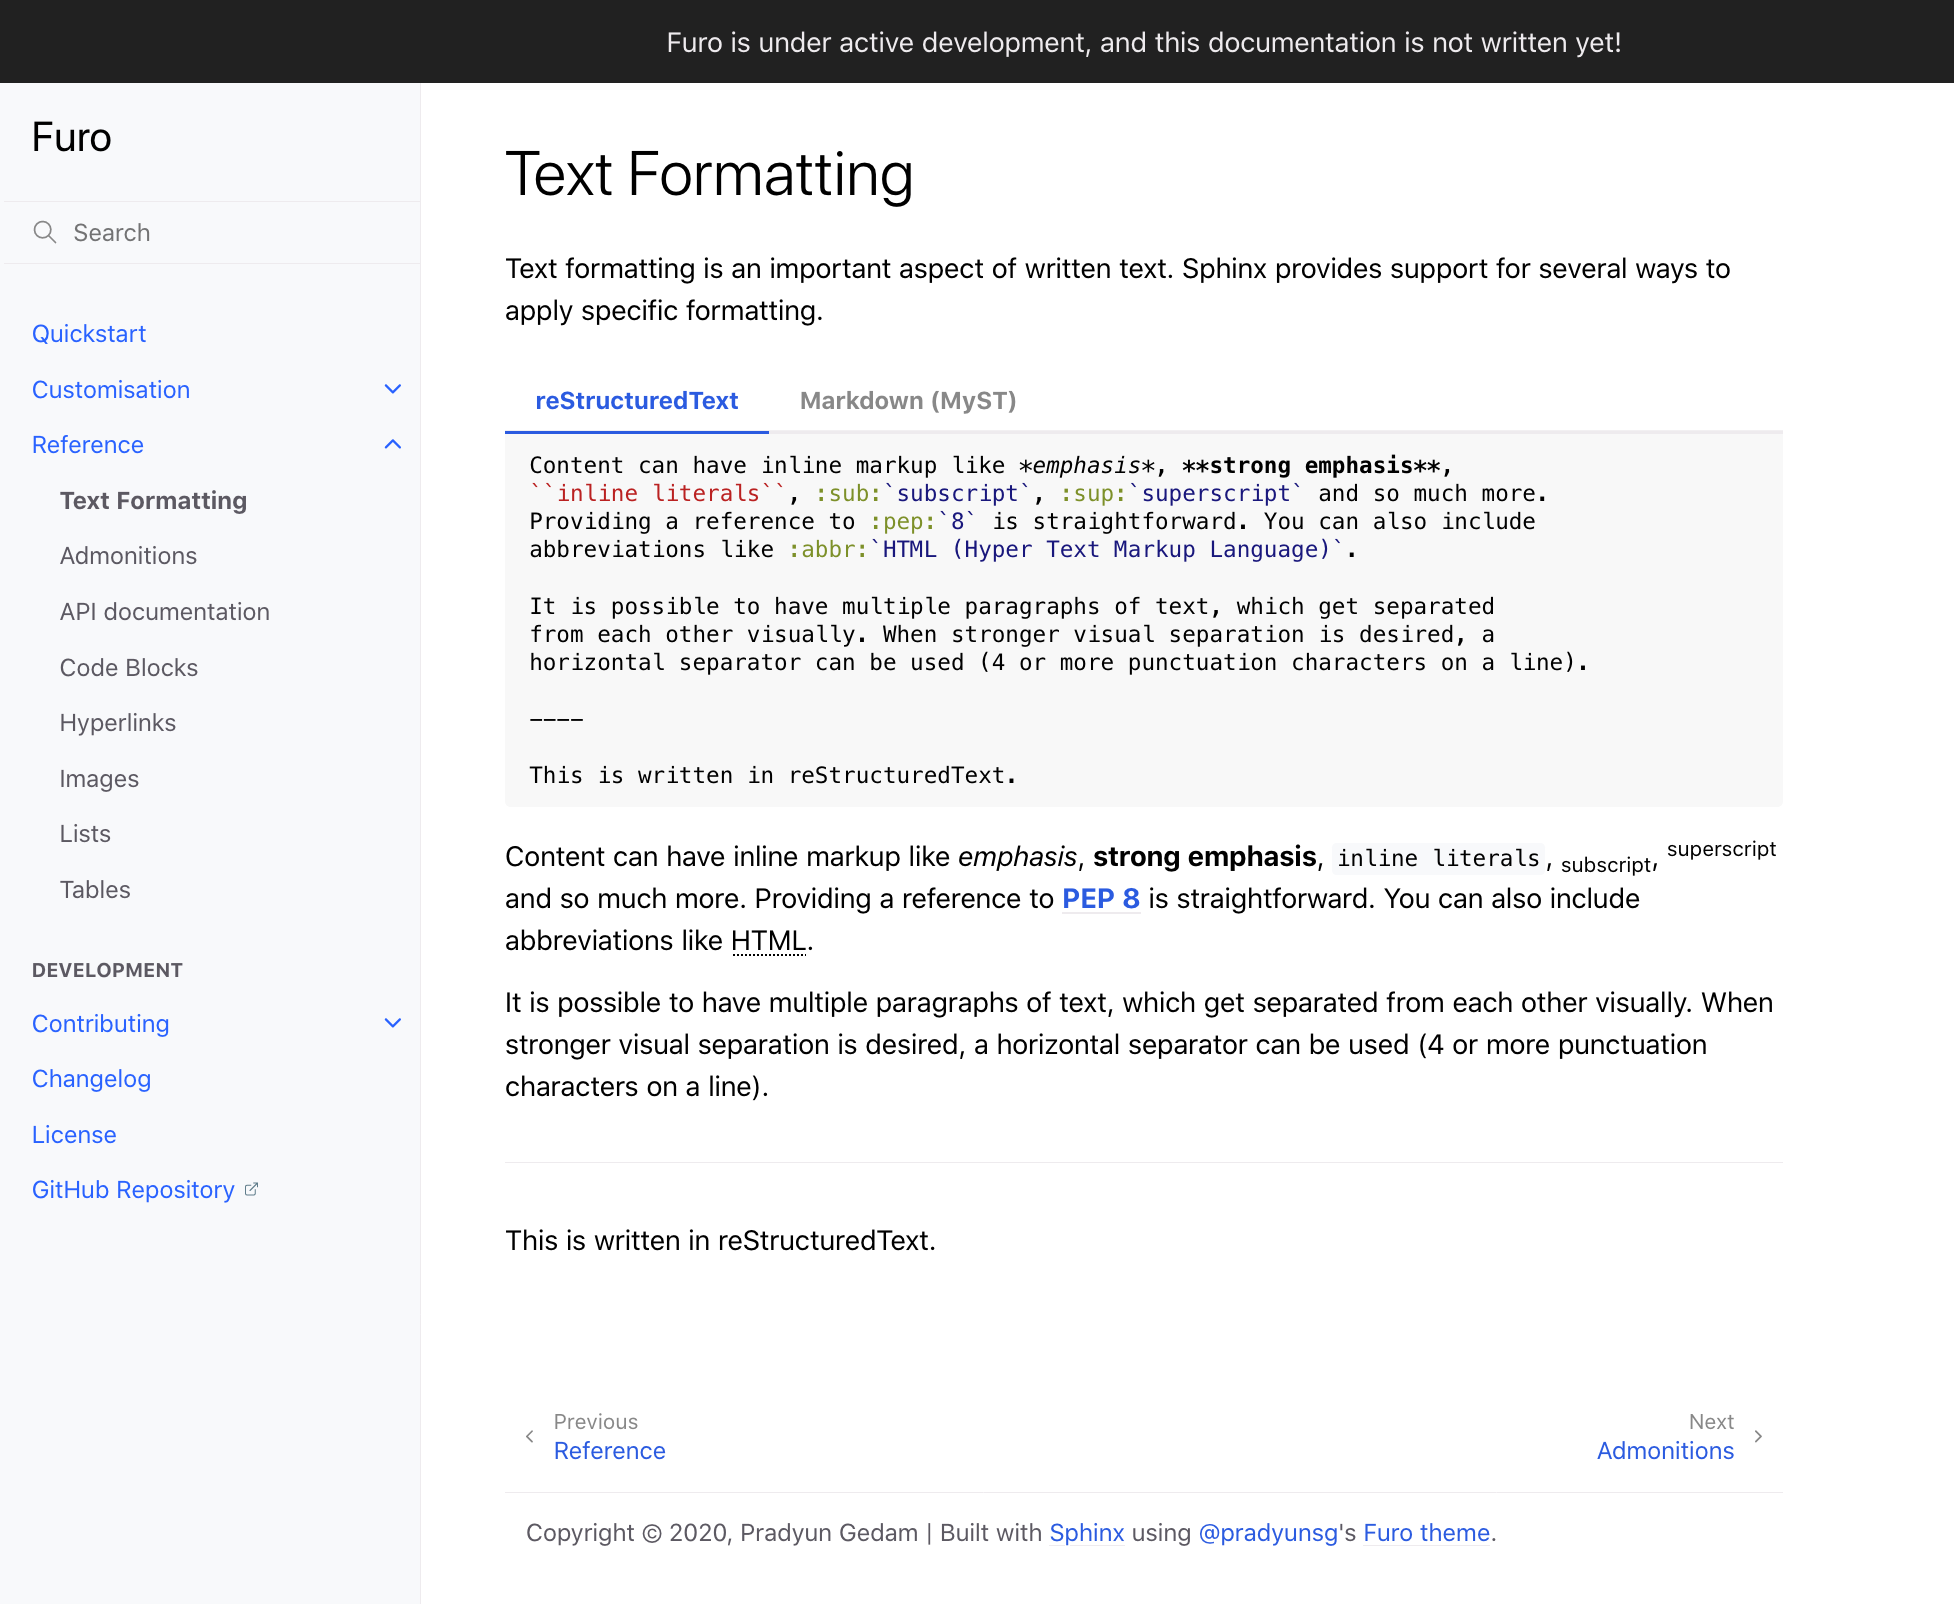 Furo is under active development, and this documentation is not written yet!
Furo
Search
Quickstart
Customisation
Reference
Text Formatting
Admonitions
API documentation
Code Blocks
Hyperlinks
Images
Lists
Tables
DEVELOPMENT
Contributing
Changelog
License
GitHub Repository
Text Formatting
Text formatting is an important aspect of written text. Sphinx provides support for several ways to
apply specific formatting.
reStructuredText Markdown (MyST)
Content can have inline markup like *emphasis*, **strong emphasis**,
``inline literals``, :sub:`subscript`, :sup:`superscript` and so much more.
Providing a reference to :pep:`8` is straightforward. You can also include
abbreviations like :abbr:`HTML (Hyper Text Markup Language)`.
It is possible to have multiple paragraphs of text, which get separated
from each other visually. When stronger visual separation is desired, a
horizontal separator can be used (4 or more punctuation characters on a line).
----
This is written in reStructuredText.
Content can have inline markup like emphasis, strong emphasis, inline literals, subscript, superscript
and so much more. Providing a reference to PEP 8 is straightforward. You can also include
abbreviations like HTML.
It is possible to have multiple paragraphs of text, which get separated from each other visually. When
stronger visual separation is desired, a horizontal separator can be used (4 or more punctuation
characters on a line).
This is written in reStructuredText.
Previous
Reference
Next
Admonitions
Copyright © 2020, Pradyun Gedam | Built with Sphinx using @pradyunsg's Furo theme.